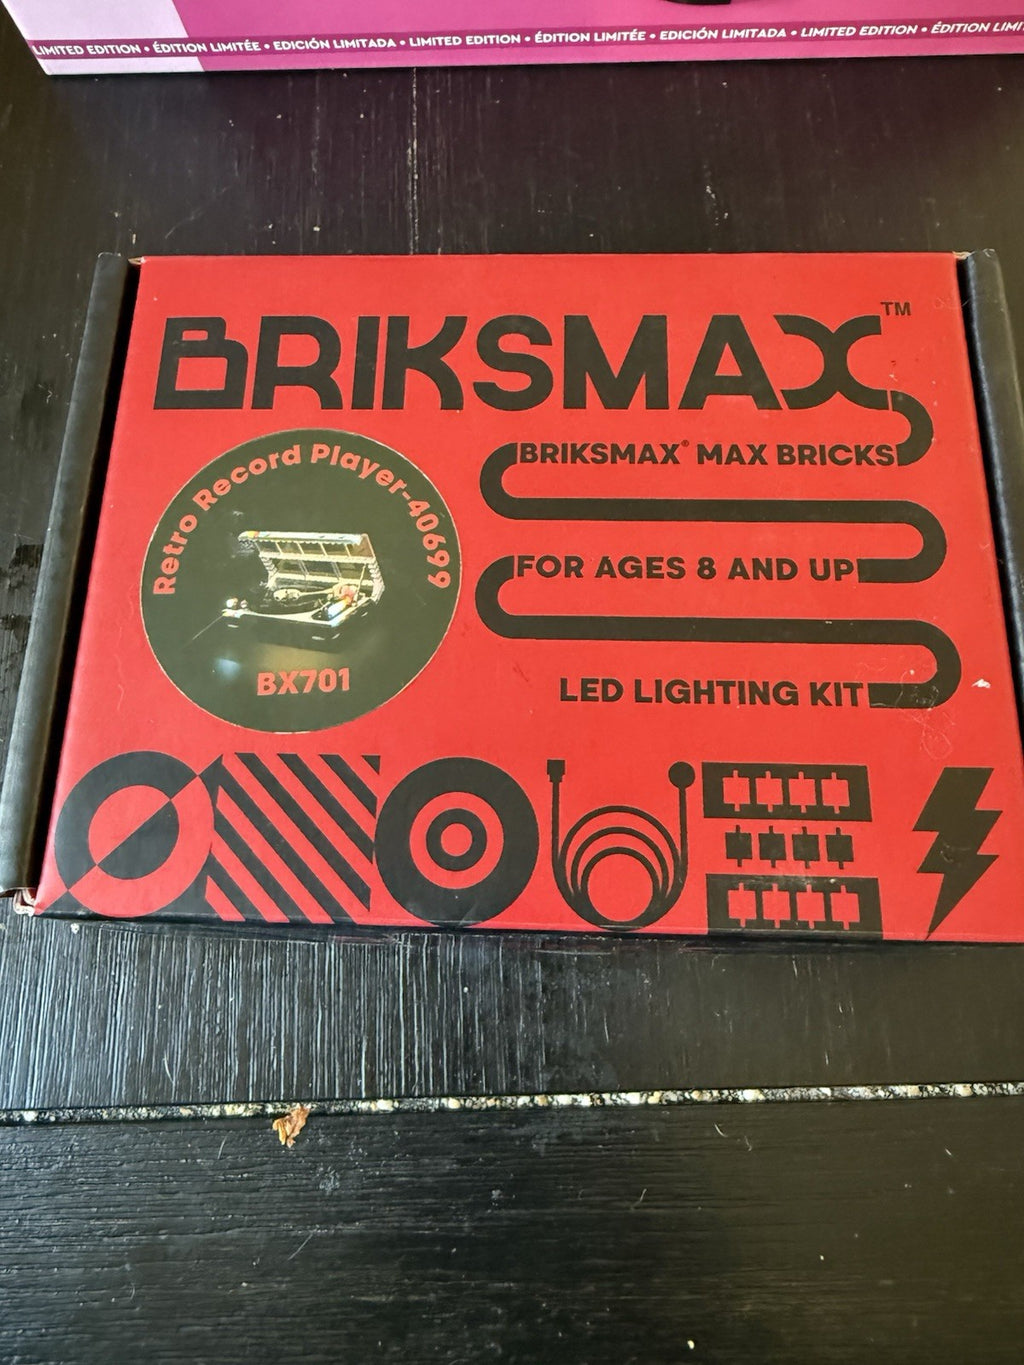 LIMITED EDITION • ÉDITION LIMITÉE • EDICIÓN LIMITADA • LIMITED EDITION • ÉDITION LIMITÉE • EDICIÓN LIMITADA • LIMITED EDITION • ÉDITION LIMI
BRIKSMAX™
BRIKSMAX® MAX BRICKS
Retro Record Player-40699
FOR AGES 8 AND UP
BX701
LED LIGHTING KIT